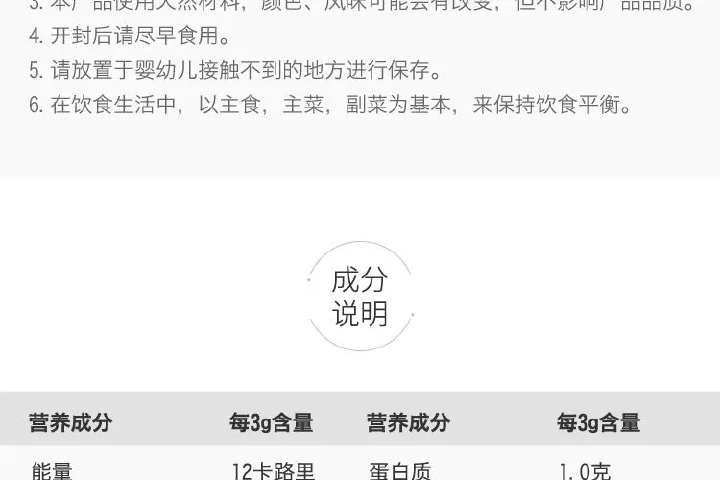 3. 本产品使用天然材料，颜色、风味可能会有改变，但不影响产品品质。
4. 开封后请尽早食用。
5. 请放置于婴幼儿接触不到的地方进行保存。
6. 在饮食生活中，以主食，主菜，副菜为基本，来保持饮食平衡。
成分
说明
营养成分 每3g含量 营养成分 每3g含量
能量 12卡路里 蛋白质 1.0克